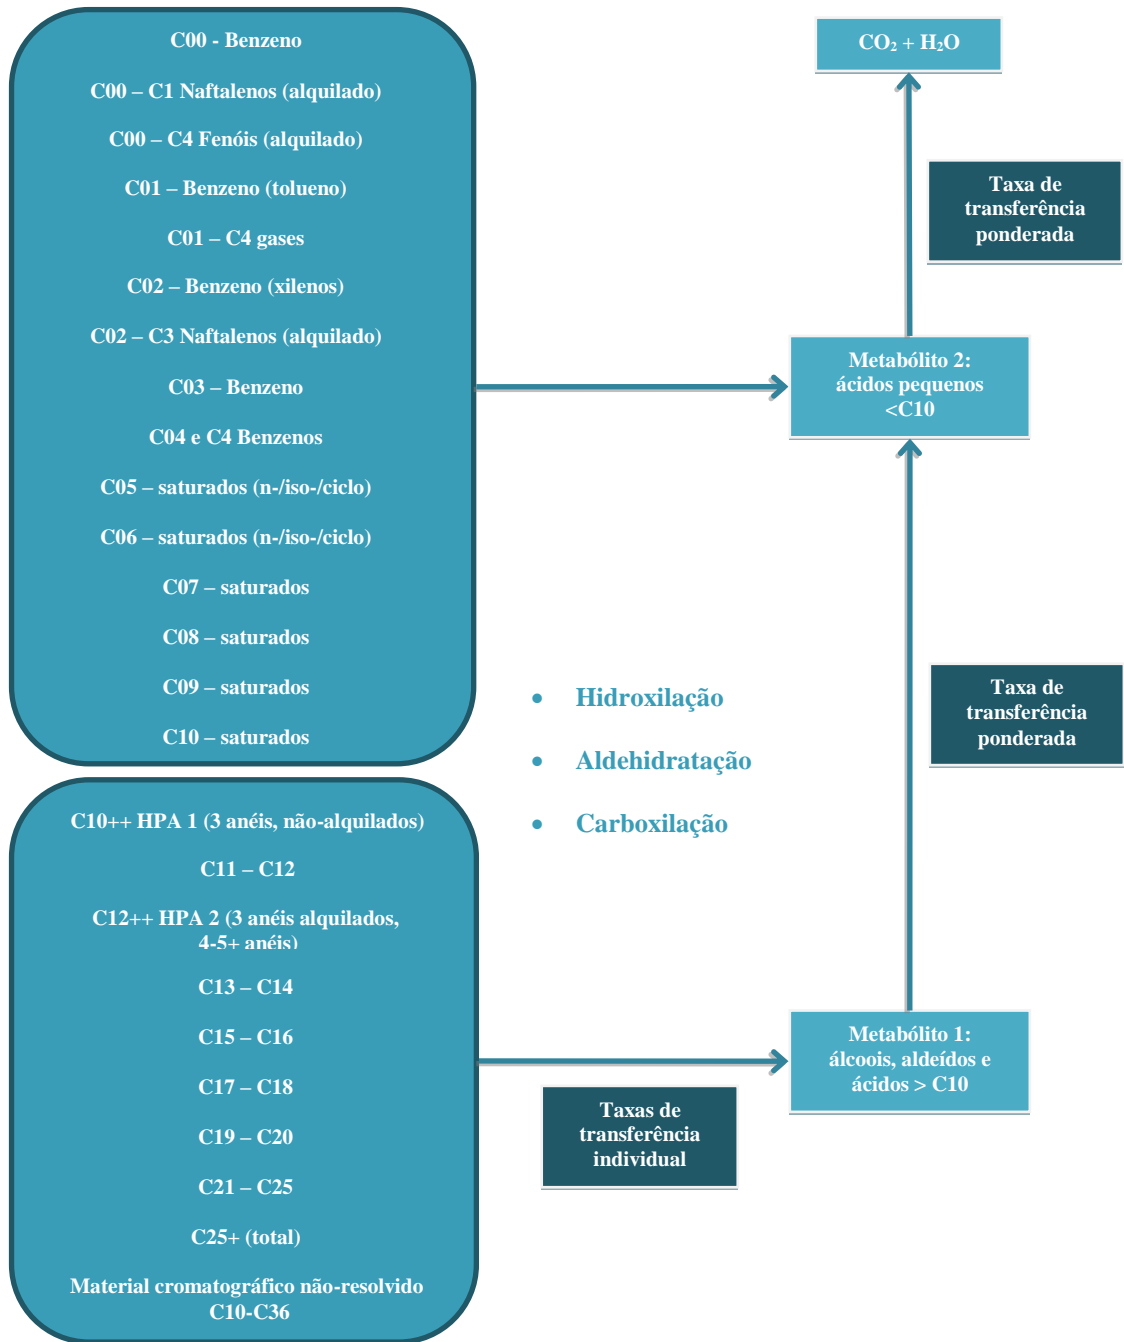 C00 - Benzeno
C00 – C1 Naftalenos (alquilado)
C00 – C4 Fenóis (alquilado)
C01 – Benzeno (tolueno)
C01 – C4 gases
C02 – Benzeno (xilenos)
C02 – C3 Naftalenos (alquilado)
C03 – Benzeno
C04 e C4 Benzenos
C05 – saturados (n-/iso-/ciclo)
C06 – saturados (n-/iso-/ciclo)
C07 – saturados
C08 – saturados
C09 – saturados
C10 – saturados
C10++ HPA 1 (3 anéis, não-alquilados)
C11 – C12
C12++ HPA 2 (3 anéis alquilados,
4-5+ anéis)
C13 – C14
C15 – C16
C17 – C18
C19 – C20
C21 – C25
C25+ (total)
Material cromatográfico não-resolvido
C10-C36
• Hidroxilação
• Aldehidratação
• Carboxilação
Taxas de
transferência
individual
CO₂ + H₂O
Taxa de
transferência
ponderada
Metabólito 2:
ácidos pequenos
<C10
Taxa de
transferência
ponderada
Metabólito 1:
álcoois, aldeídos e
ácidos > C10